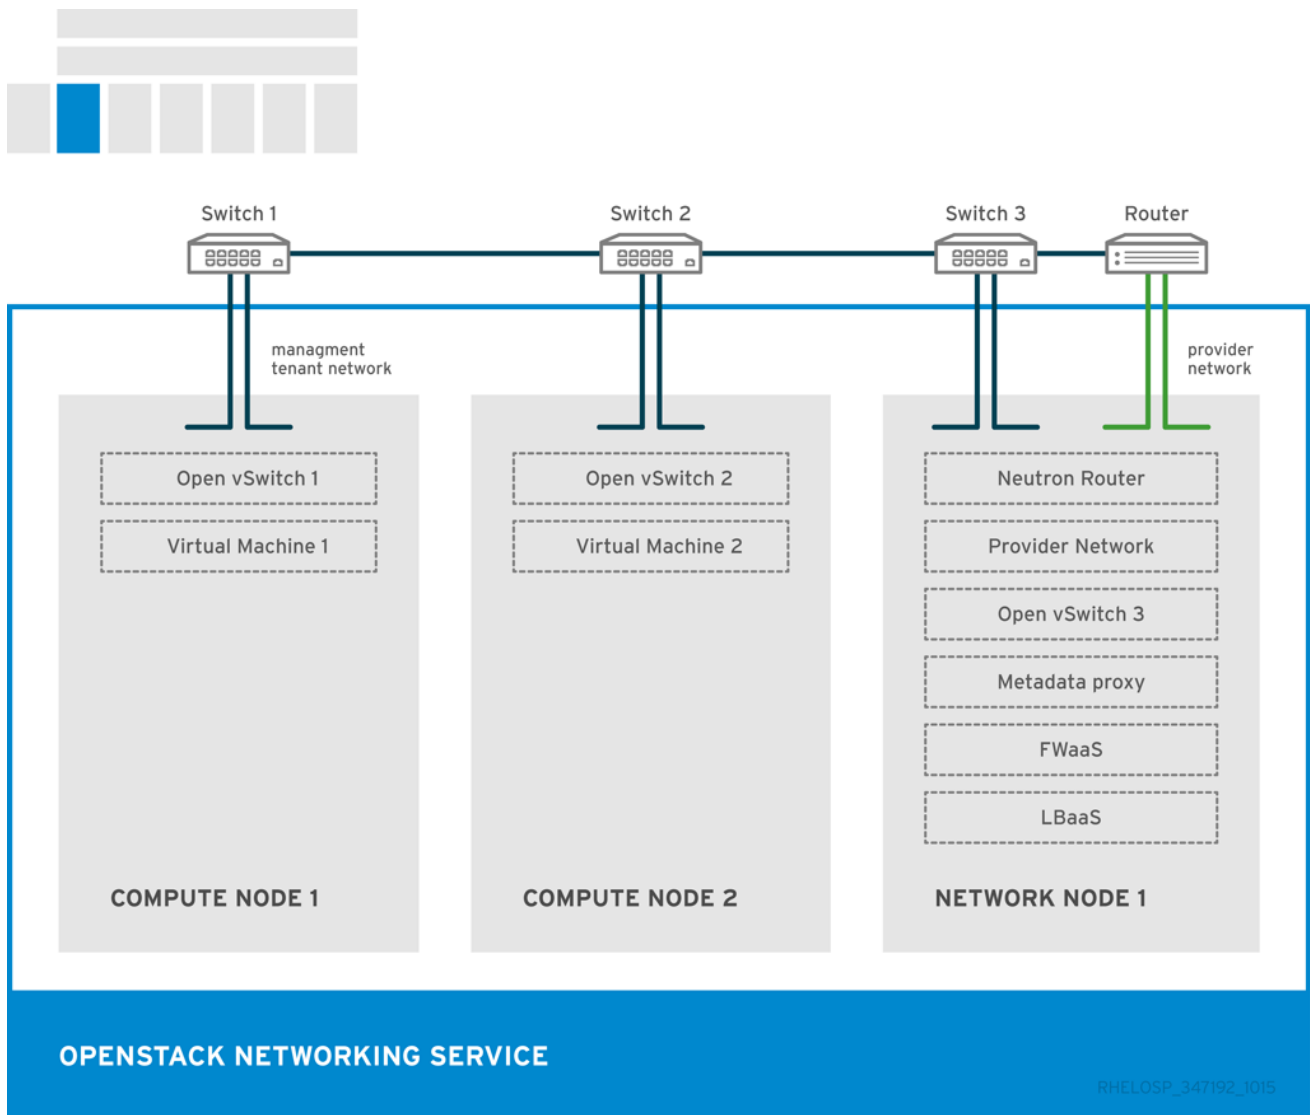 Switch 1
Switch 2
Switch 3
Router
managment
tenant network
provider
network
Open vSwitch 1
Virtual Machine 1
COMPUTE NODE 1
Open vSwitch 2
Virtual Machine 2
COMPUTE NODE 2
Neutron Router
Provider Network
Open vSwitch 3
Metadata proxy
FWaaS
LBaaS
NETWORK NODE 1
OPENSTACK NETWORKING SERVICE
RHELOSP_347192_1015